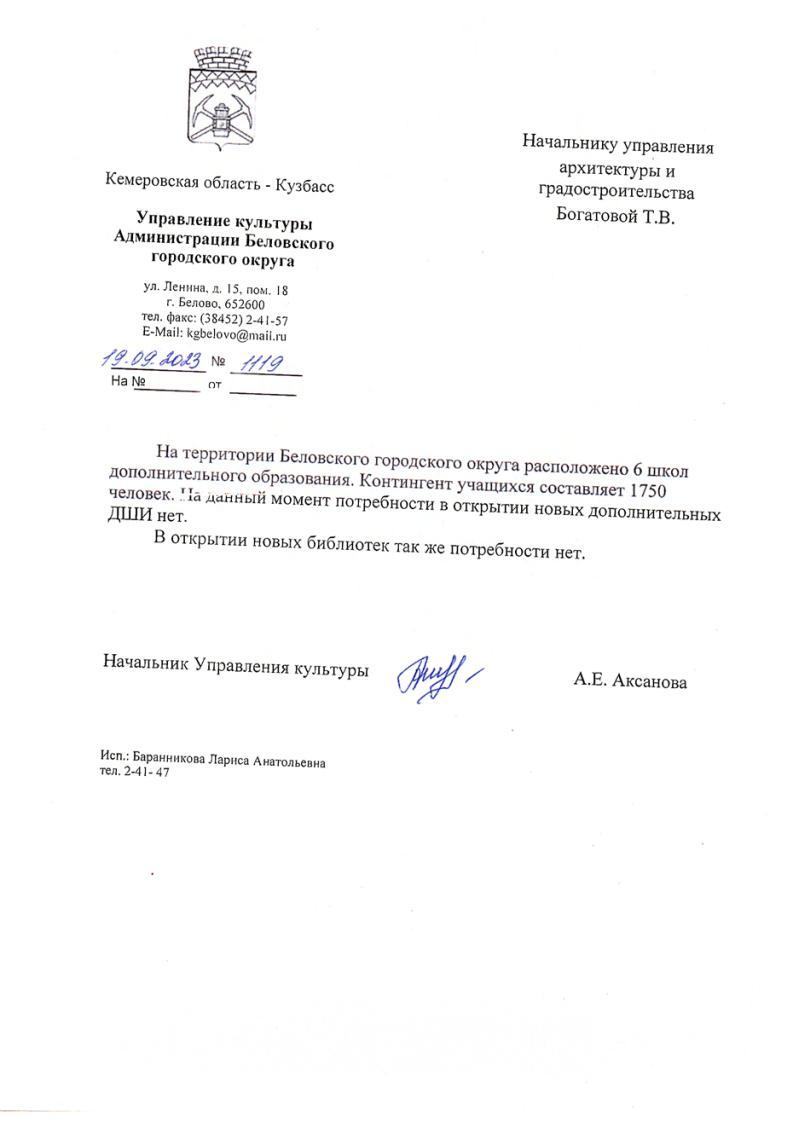 Кемеровская область - Кузбасс
Управление культуры
Администрации Беловского
городского округа
ул. Ленина, д. 15, пом. 18
г. Белово, 652600
тел. факс: (38452) 2-41-57
E-Mail: kgbelovo@mail.ru
19.09.2023 № 1119
На № от
Начальнику управления
архитектуры и
градостроительства
Богатовой Т.В.
На территории Беловского городского округа расположено 6 школ
дополнительного образования. Контингент учащихся составляет 1750
человек. На данный момент потребности в открытии новых дополнительных
ДШИ нет.
В открытии новых библиотек так же потребности нет.
Начальник Управления культуры
А.Е. Аксанова
Исп.: Баранникова Лариса Анатольевна
тел. 2-41- 47